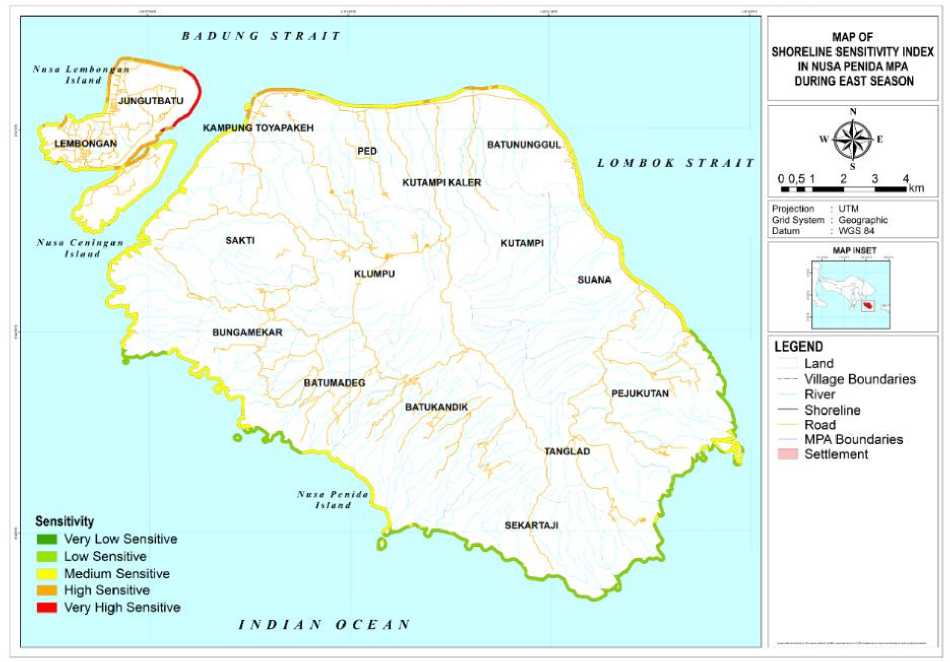 BADUNG STRAIT
Nusa Lembongan
Island
JUNGUTBATU
LEMBONGAN
KAMPUNG TOYAPAKEH
PED
BATUNUNGGUL
KUTAMPI KALER
LOMBOK STRAIT
Nusa Ceningan
Island
SAKTI
KUTAMPI
KLUMPU
SUANA
BUNGAMEKAR
BATUMADEG
BATUKANDIK
PEJUKUTAN
TANGLAD
Nusa Penida
Island
SEKARTAJI
INDIAN OCEAN
Sensitivity
Very Low Sensitive
Low Sensitive
Medium Sensitive
High Sensitive
Very High Sensitive
MAP OF
SHORELINE SENSITIVITY INDEX
IN NUSA PENIDA MPA
DURING EAST SEASON
N
W E
S
0 0,5 1 2 3 4
km
Projection : UTM
Grid System : Geographic
Datum : WGS 84
MAP INSET
LEGEND
Land
Village Boundaries
River
Shoreline
Road
MPA Boundaries
Settlement